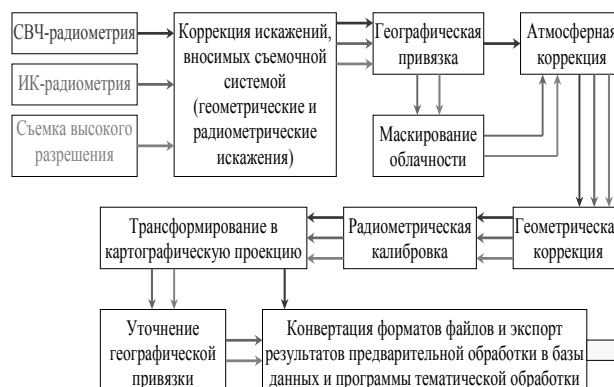 СВЧ-радиометрия
ИК-радиометрия
Съемка высокого
разрешения
Коррекция искажений,
вносимых съемочной
системой
(геометрические и
радиометрические
искажения)
Географическая
привязка
Атмосферная
коррекция
Маскирование
облачности
Трансформирование в
картографическую проекцию
Радиометрическая
калибровка
Геометрическая
коррекция
Уточнение
географической
привязки
Конвертация форматов файлов и экспорт
результатов предварительной обработки в базы
данных и программы тематической обработки